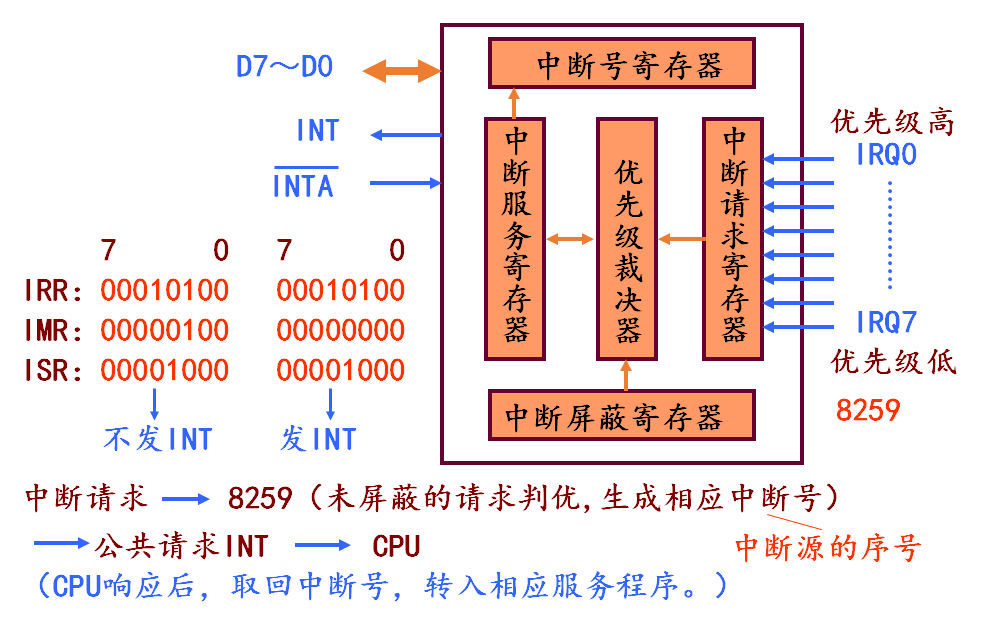 中断号寄存器
D7~D0
INT
INTA
中断服务寄存器
优先级裁决器
中断请求寄存器
中断屏蔽寄存器
优先级高
IRQ0
IRQ7
优先级低
8259
7 0 7 0
IRR: 00010100 00010100
IMR: 00000100 00000000
ISR: 00001000 00001000
不发INT 发INT
中断请求 8259（未屏蔽的请求判优,生成相应中断号）
公共请求INT CPU
中断源的序号
（CPU响应后，取回中断号，转入相应服务程序。）